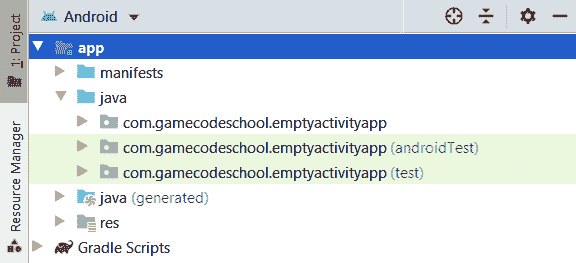 1: Project
Resource Manager
Android
app
manifests
java
com.gamecodeschool.emptyactivityapp
com.gamecodeschool.emptyactivityapp (androidTest)
com.gamecodeschool.emptyactivityapp (test)
java (generated)
res
Gradle Scripts